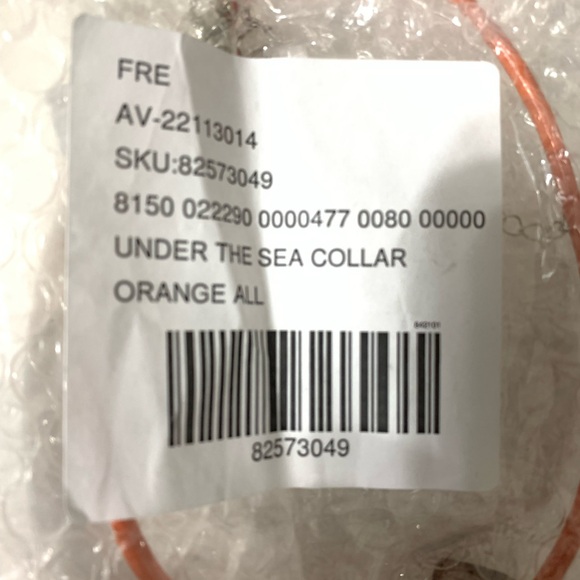 FRE
AV-22113014
SKU:82573049
8150 022290 0000477 0080 00000
UNDER THE SEA COLLAR
ORANGE ALL
82573049